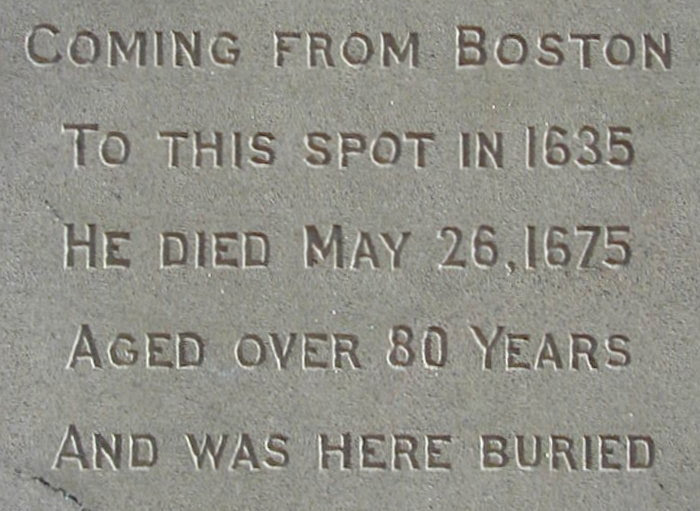 Coming from Boston
To this spot in 1635
He died May 26, 1675
Aged over 80 Years
And was here buried